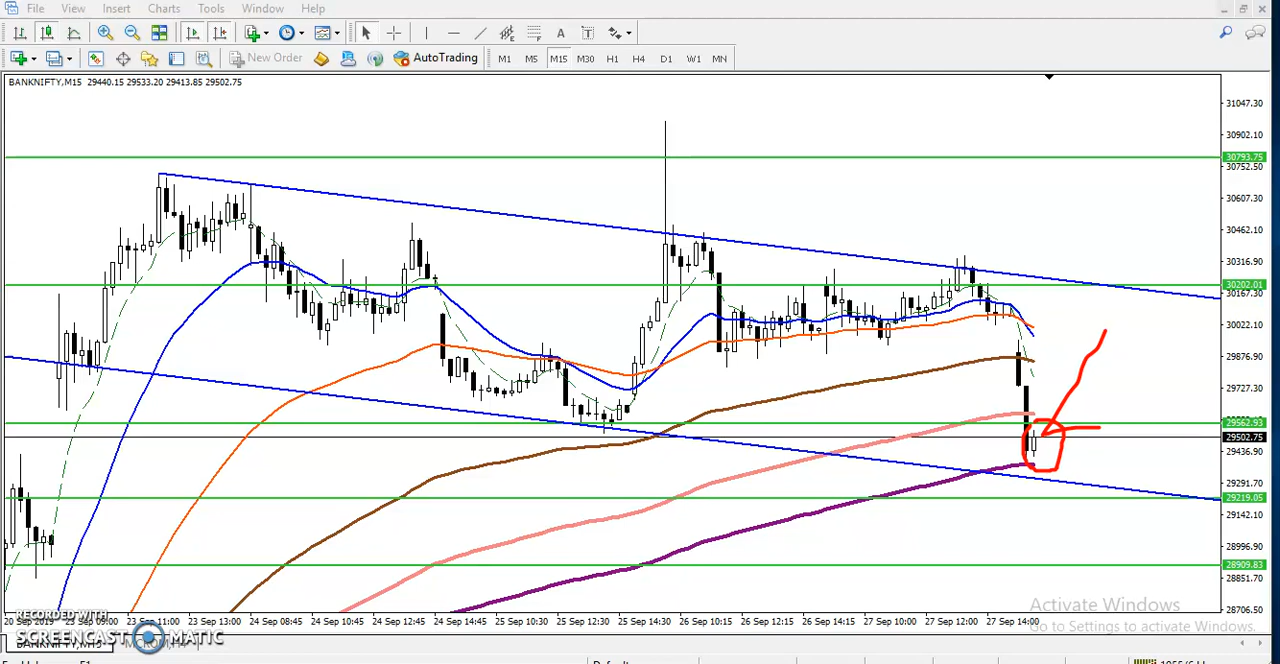 File View Insert Charts Tools Window Help
New Order AutoTrading M1 M5 M15 M30 H1 H4 D1 W1 MN
BANKNIFTY,M15 29440.15 29533.20 29413.85 29502.75
31047.30
30902.10
30793.75
30752.50
30607.30
30462.10
30316.90
30202.01
30167.30
30022.10
29876.90
29727.30
29562.93
29502.75
29436.90
29291.70
29219.05
29142.10
28996.90
28909.83
28851.70
28706.50
20 Sep 2019 23 Sep 09:00 23 Sep 11:00 23 Sep 13:00 24 Sep 08:45 24 Sep 10:45 24 Sep 12:45 24 Sep 14:45 25 Sep 10:30 25 Sep 12:30 25 Sep 14:30 26 Sep 10:15 26 Sep 12:15 26 Sep 14:15 27 Sep 10:00 27 Sep 12:00 27 Sep 14:00
Activate Windows
Go to Settings to activate Windows.
RECORDED WITH
SCREENCAST MATIC
BANKNIFTY,M15